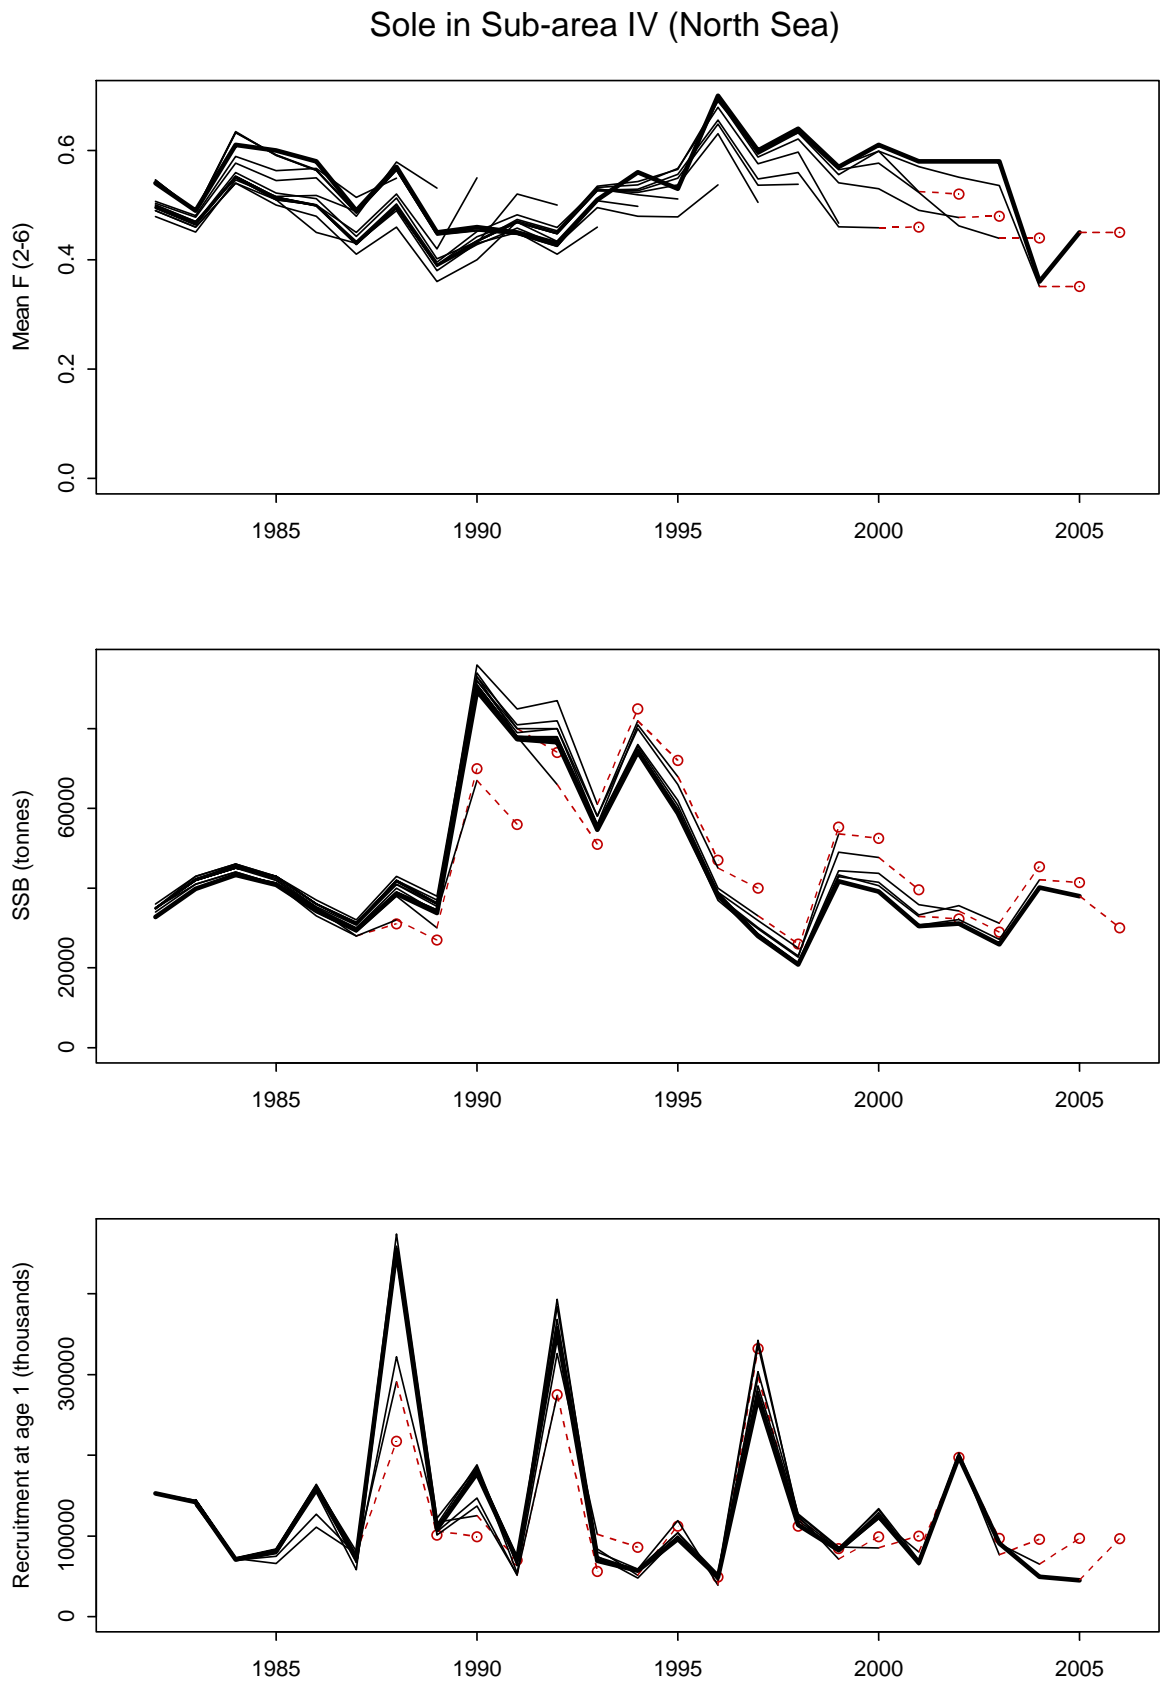 Sole in Sub-area IV (North Sea)
Mean F (2-6)
0.6
0.4
0.2
0.0
1985 1990 1995 2000 2005
SSB (tonnes)
60000
20000
0
1985 1990 1995 2000 2005
Recruitment at age 1 (thousands)
300000
100000
0
1985 1990 1995 2000 2005